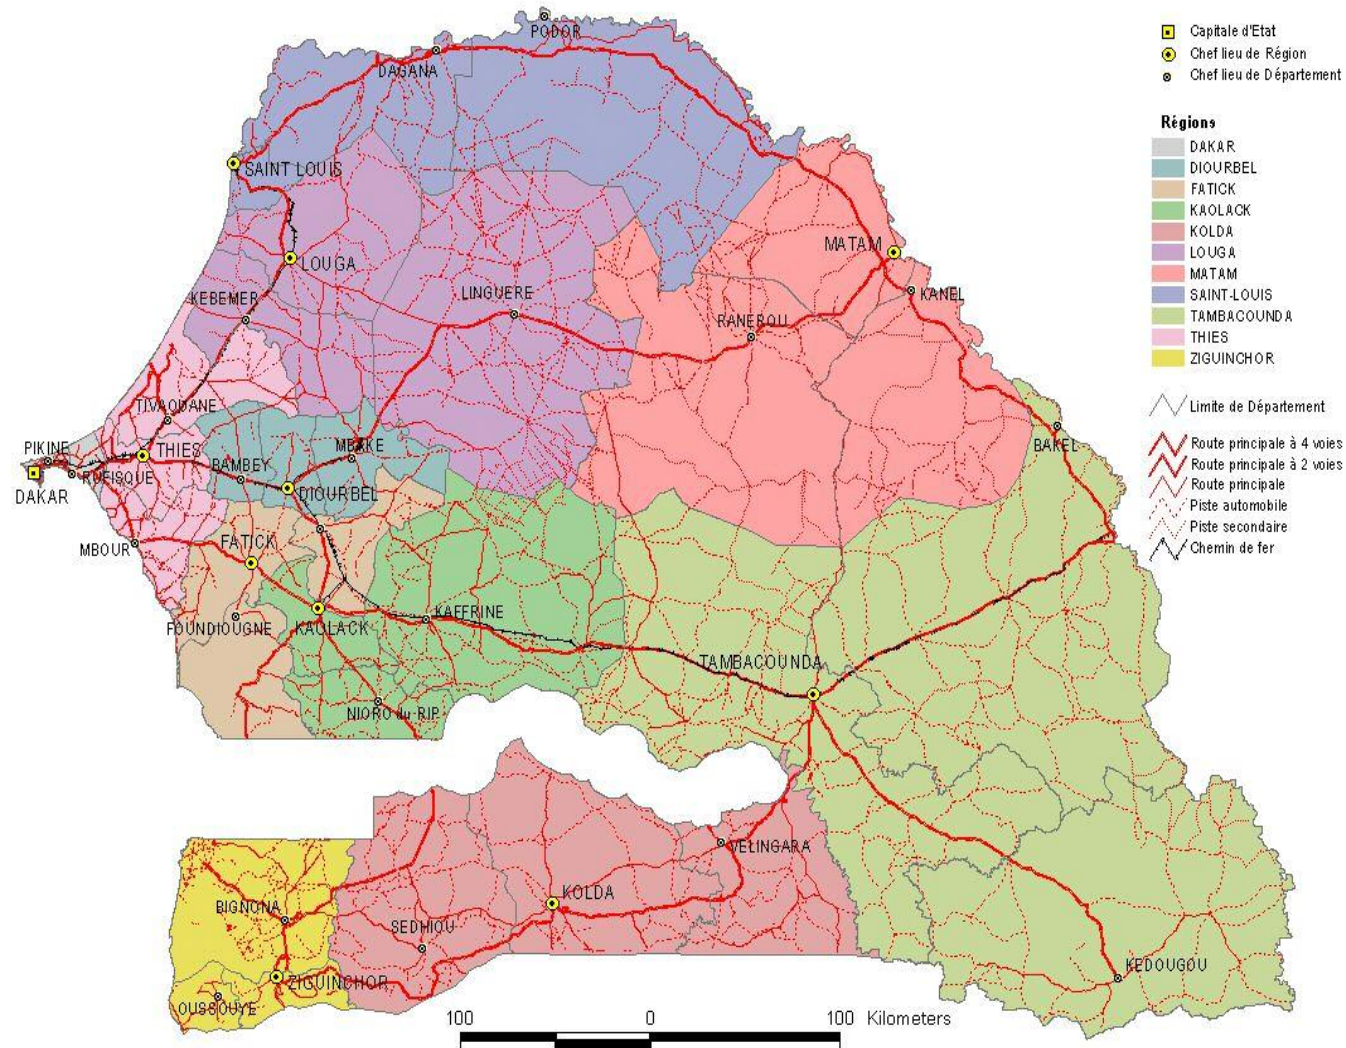 PODOR
DAGANA
SAINT LOUIS
LOUGA
KEBEMER
LINGUERE
MATAM
KANEL
RANEROU
TIVAODANE
THIES
PIKINE
RUFISQUE
DAKAR
BAMBEY
MBAKE
DIOURBEL
BAKEL
MBOUR
FATICK
FOUNDIOUGNE
KAOLACK
KAFFRINE
NIORO du-RIP
TAMBACOUNDA
VELINGARA
KOLDA
SEDHIOU
BIGNONA
ZIGUINCHOR
OUSSOUYE
KEDOUGOU
Capitale d'Etat
Chef lieu de Région
Chef lieu de Département
Régions
DAKAR
DIOURBEL
FATICK
KAOLACK
KOLDA
LOUGA
MATAM
SAINT-LOUIS
TAMBACOUNDA
THIES
ZIGUINCHOR
Limite de Département
Route principale à 4 voies
Route principale à 2 voies
Route principale
Piste automobile
Piste secondaire
Chemin de fer
100 0 100 Kilometers